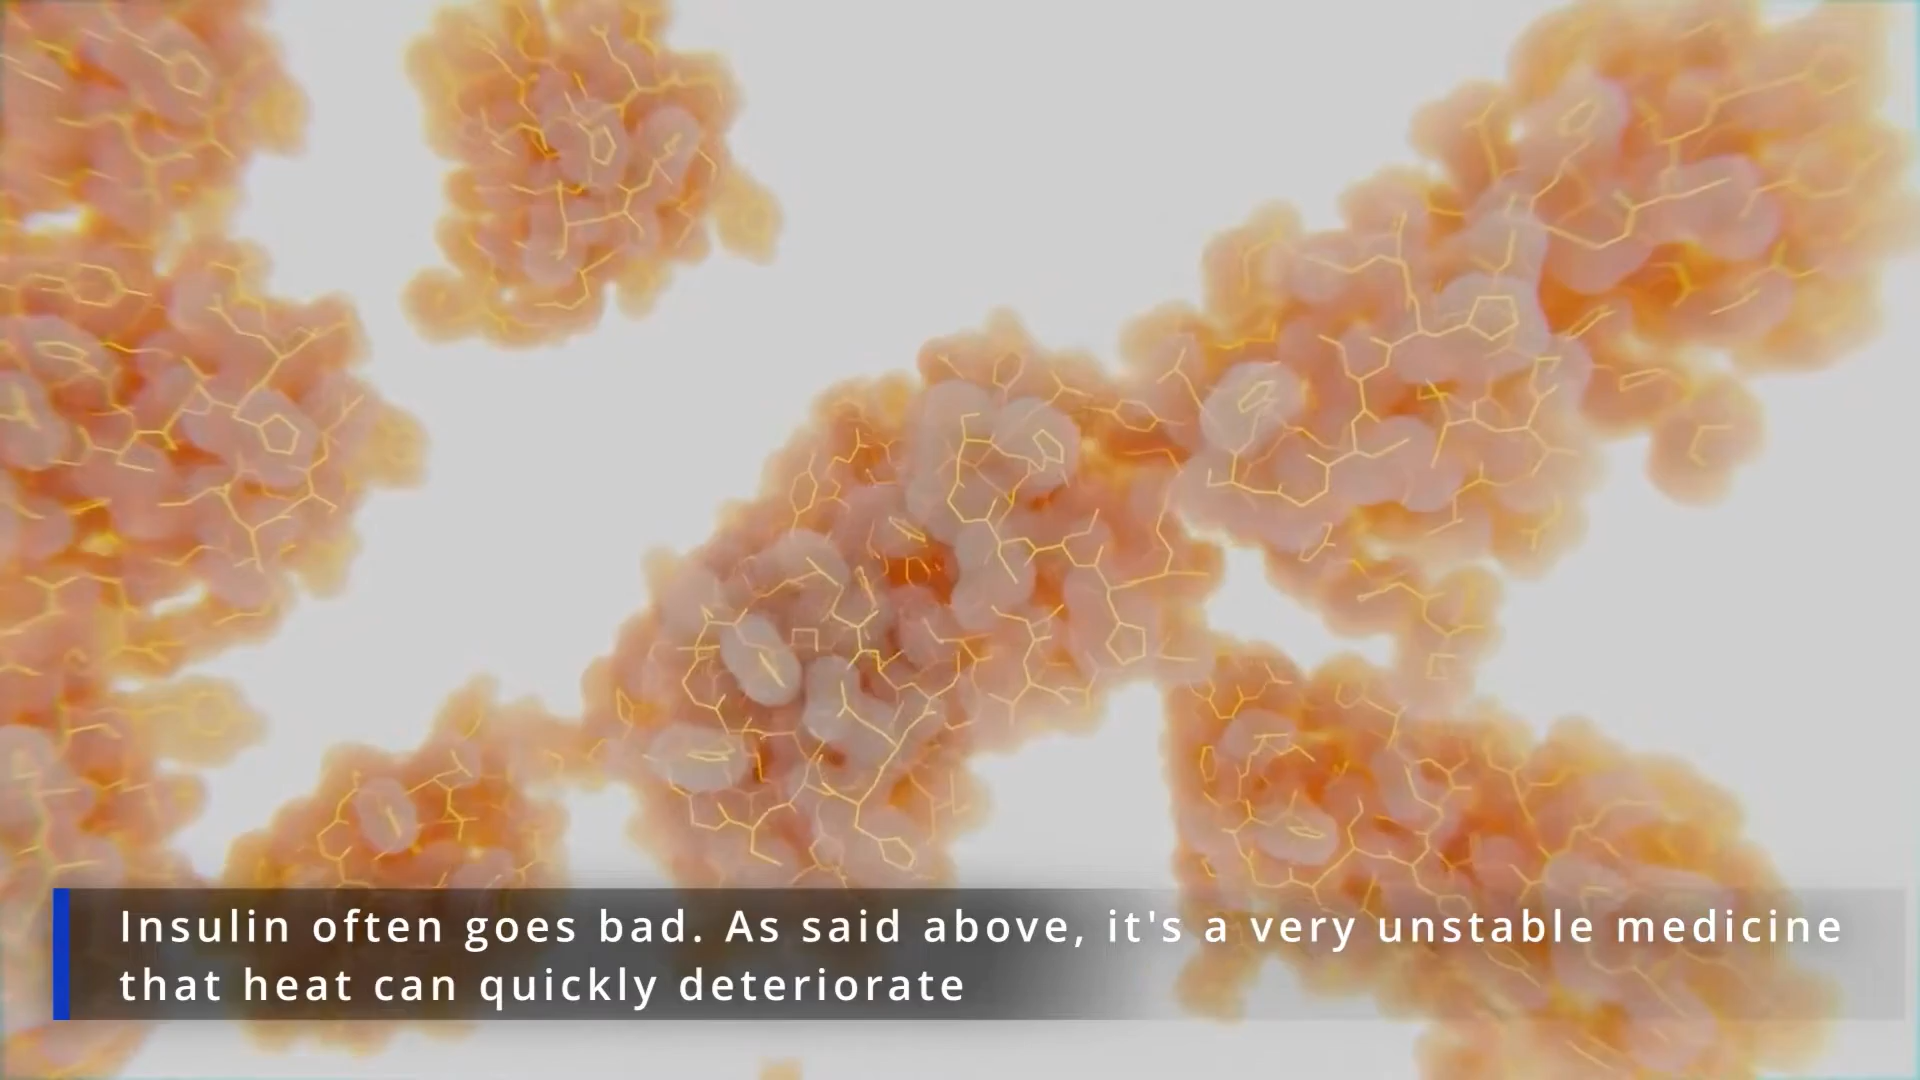 Insulin often goes bad. As said above, it's a very unstable medicine
that heat can quickly deteriorate